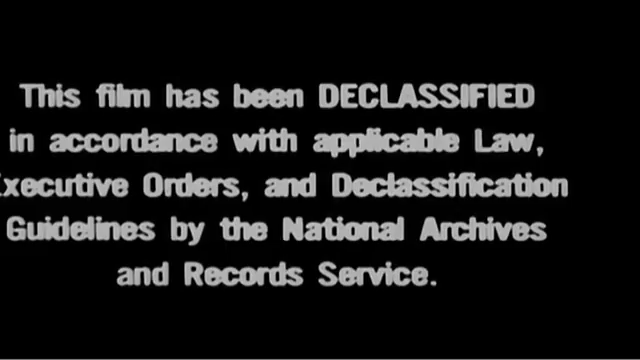 This film has been DECLASSIFIED
in accordance with applicable Law,
xecutive Orders, and Declassification
Guidelines by the National Archives
and Records Service.